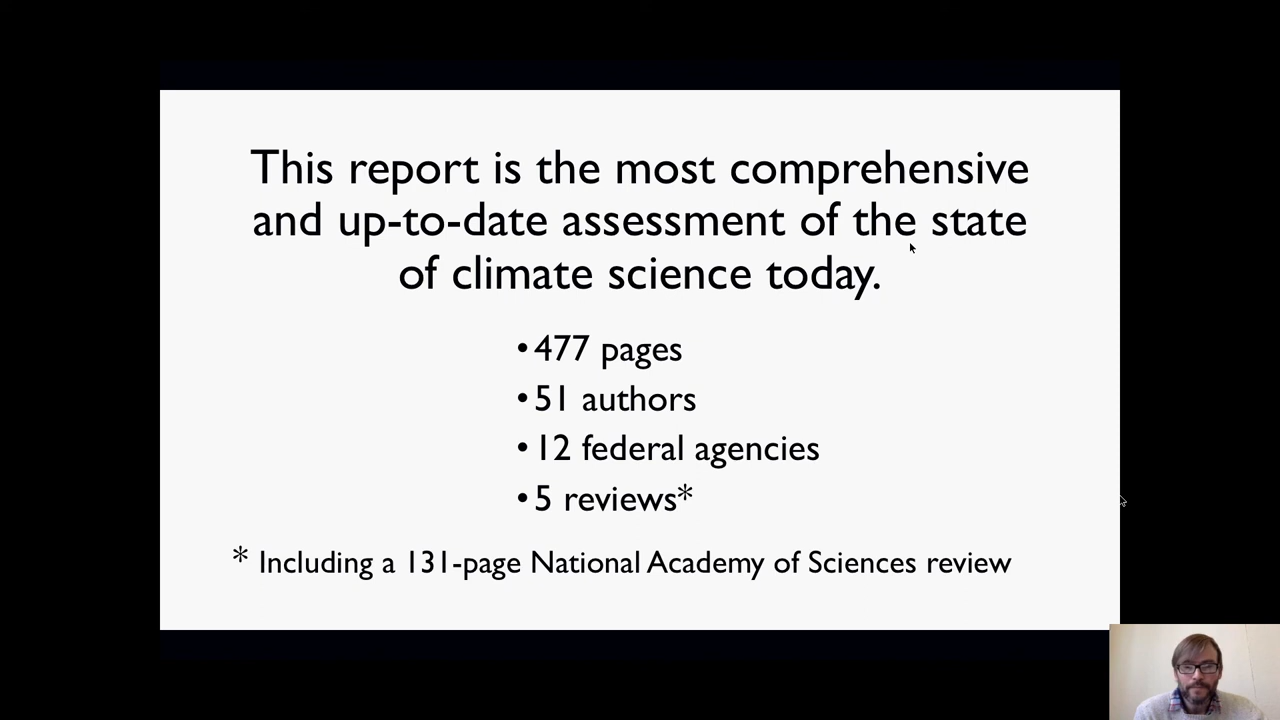 This report is the most comprehensive
and up-to-date assessment of the state
of climate science today.
• 477 pages
• 51 authors
• 12 federal agencies
• 5 reviews*
* Including a 131-page National Academy of Sciences review